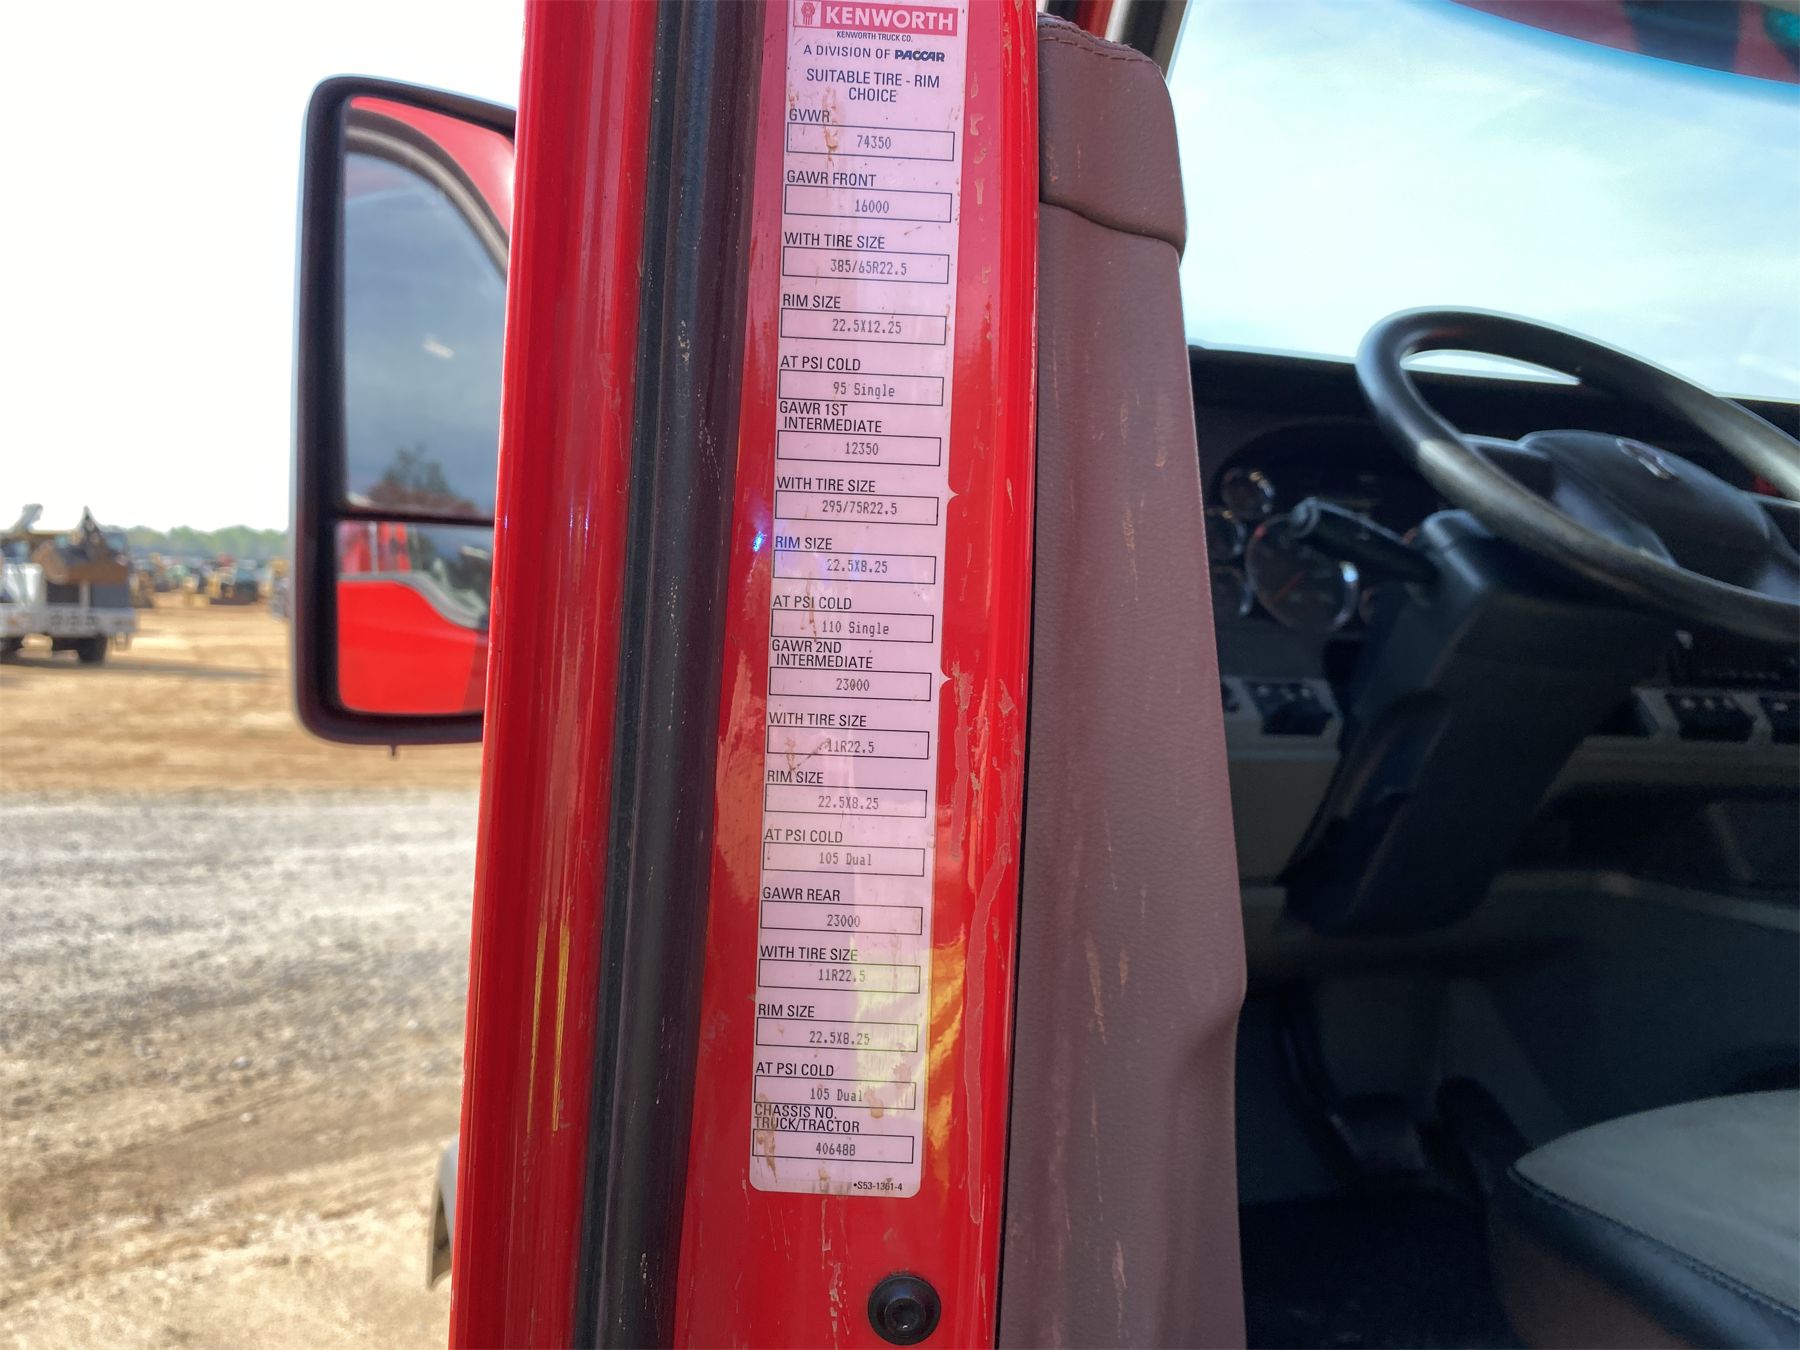 KENWORTH
KENWORTH TRUCK CO.
A DIVISION OF PACCAR
SUITABLE TIRE - RIM
CHOICE
GVWR
74350
GAWR FRONT
16000
WITH TIRE SIZE
385/65R22.5
RIM SIZE
22.5X12.25
AT PSI COLD
95 Single
GAWR 1ST
INTERMEDIATE
12350
WITH TIRE SIZE
295/75R22.5
RIM SIZE
22.5X8.25
AT PSI COLD
110 Single
GAWR 2ND
INTERMEDIATE
23000
WITH TIRE SIZE
11R22.5
RIM SIZE
22.5X8.25
AT PSI COLD
105 Dual
GAWR REAR
23000
WITH TIRE SIZE
11R22.5
RIM SIZE
22.5X8.25
AT PSI COLD
105 Dual
CHASSIS NO.
TRUCK/TRACTOR
406488
•S53-1361-4